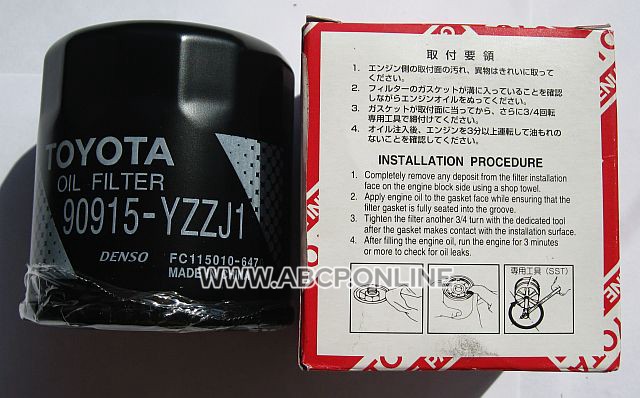 TOYOTA
OIL FILTER
90915-YZZJ1
DENSO
FC115010-647
MADE
WWW.ABCPONLINE
取付要領
1. エンジン側の取付面の汚れ、異物はきれいに取って
ください。
2. フィルターのガスケットが溝に入っていることを確認
しながらエンジンオイルをぬってください。
3. ガスケットが取付面に当ってから、さらに3/4回転
専用工具で締付けてください。
4. オイル注入後、エンジンを3分以上運転して油もれの
ないことを確認してください。
INSTALLATION PROCEDURE
1. Completely remove any deposit from the filter installation
face on the engine block side using a shop towel.
2. Apply engine oil to the gasket face while ensuring that the
filter gasket is fully seated into the groove.
3. Tighten the filter another 3/4 turn with the dedicated tool
after the gasket makes contact with the installation surface.
4. After filling the engine oil, run the engine for 3 minutes
or more to check for oil leaks.
専用工具（SST）